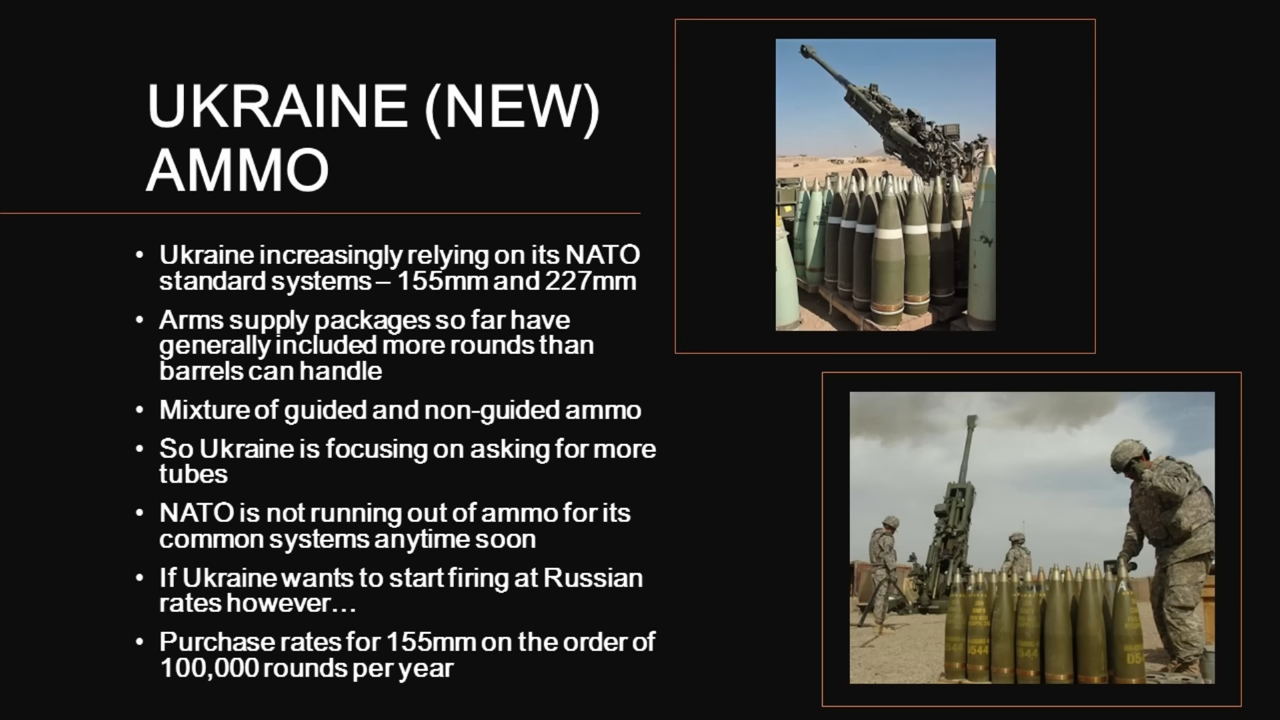 UKRAINE (NEW)
AMMO
• Ukraine increasingly relying on its NATO
standard systems – 155mm and 227mm
• Arms supply packages so far have
generally included more rounds than
barrels can handle
• Mixture of guided and non-guided ammo
• So Ukraine is focusing on asking for more
tubes
• NATO is not running out of ammo for its
common systems anytime soon
• If Ukraine wants to start firing at Russian
rates however…
• Purchase rates for 155mm on the order of
100,000 rounds per year